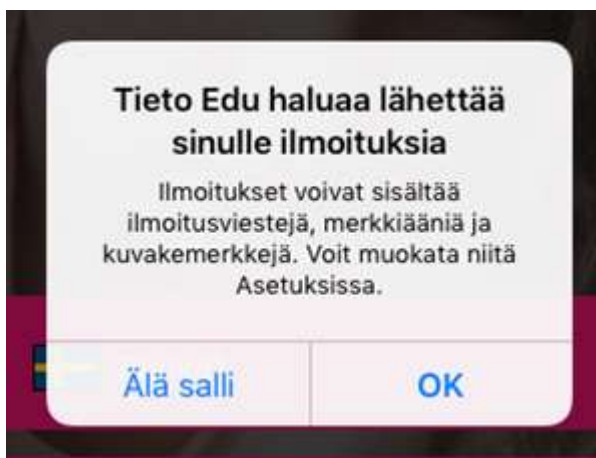 Tieto Edu haluaa lähettää
sinulle ilmoituksia
Ilmoitukset voivat sisältää
ilmoitusviestejä, merkkiääniä ja
kuvakemerkkejä. Voit muokata niitä
Asetuksissa.
Älä salli
OK